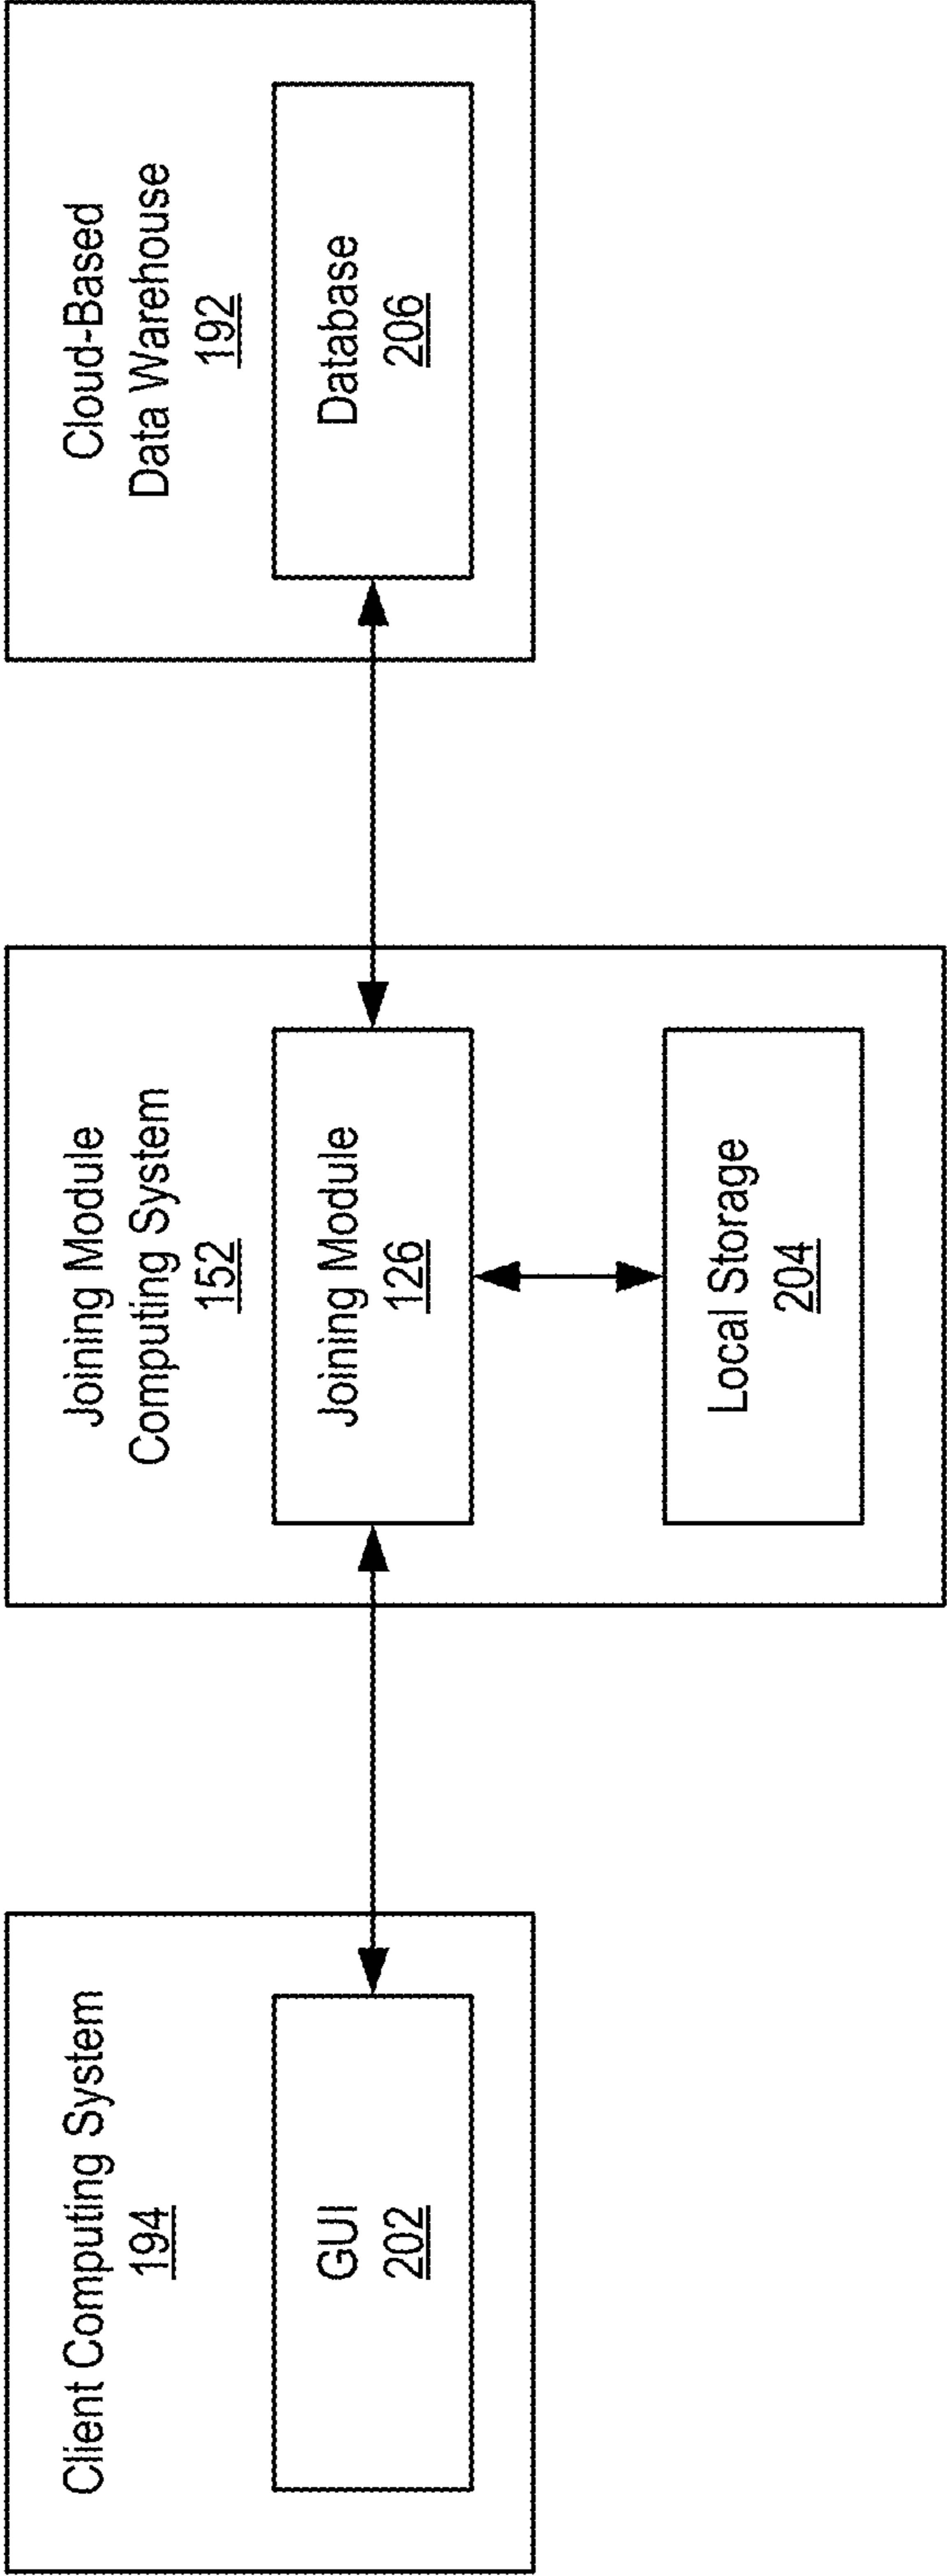 Client Computing System
194
GUI
202
Joining Module
Computing System
152
Joining Module
126
Local Storage
204
Cloud-Based
Data Warehouse
192
Database
206